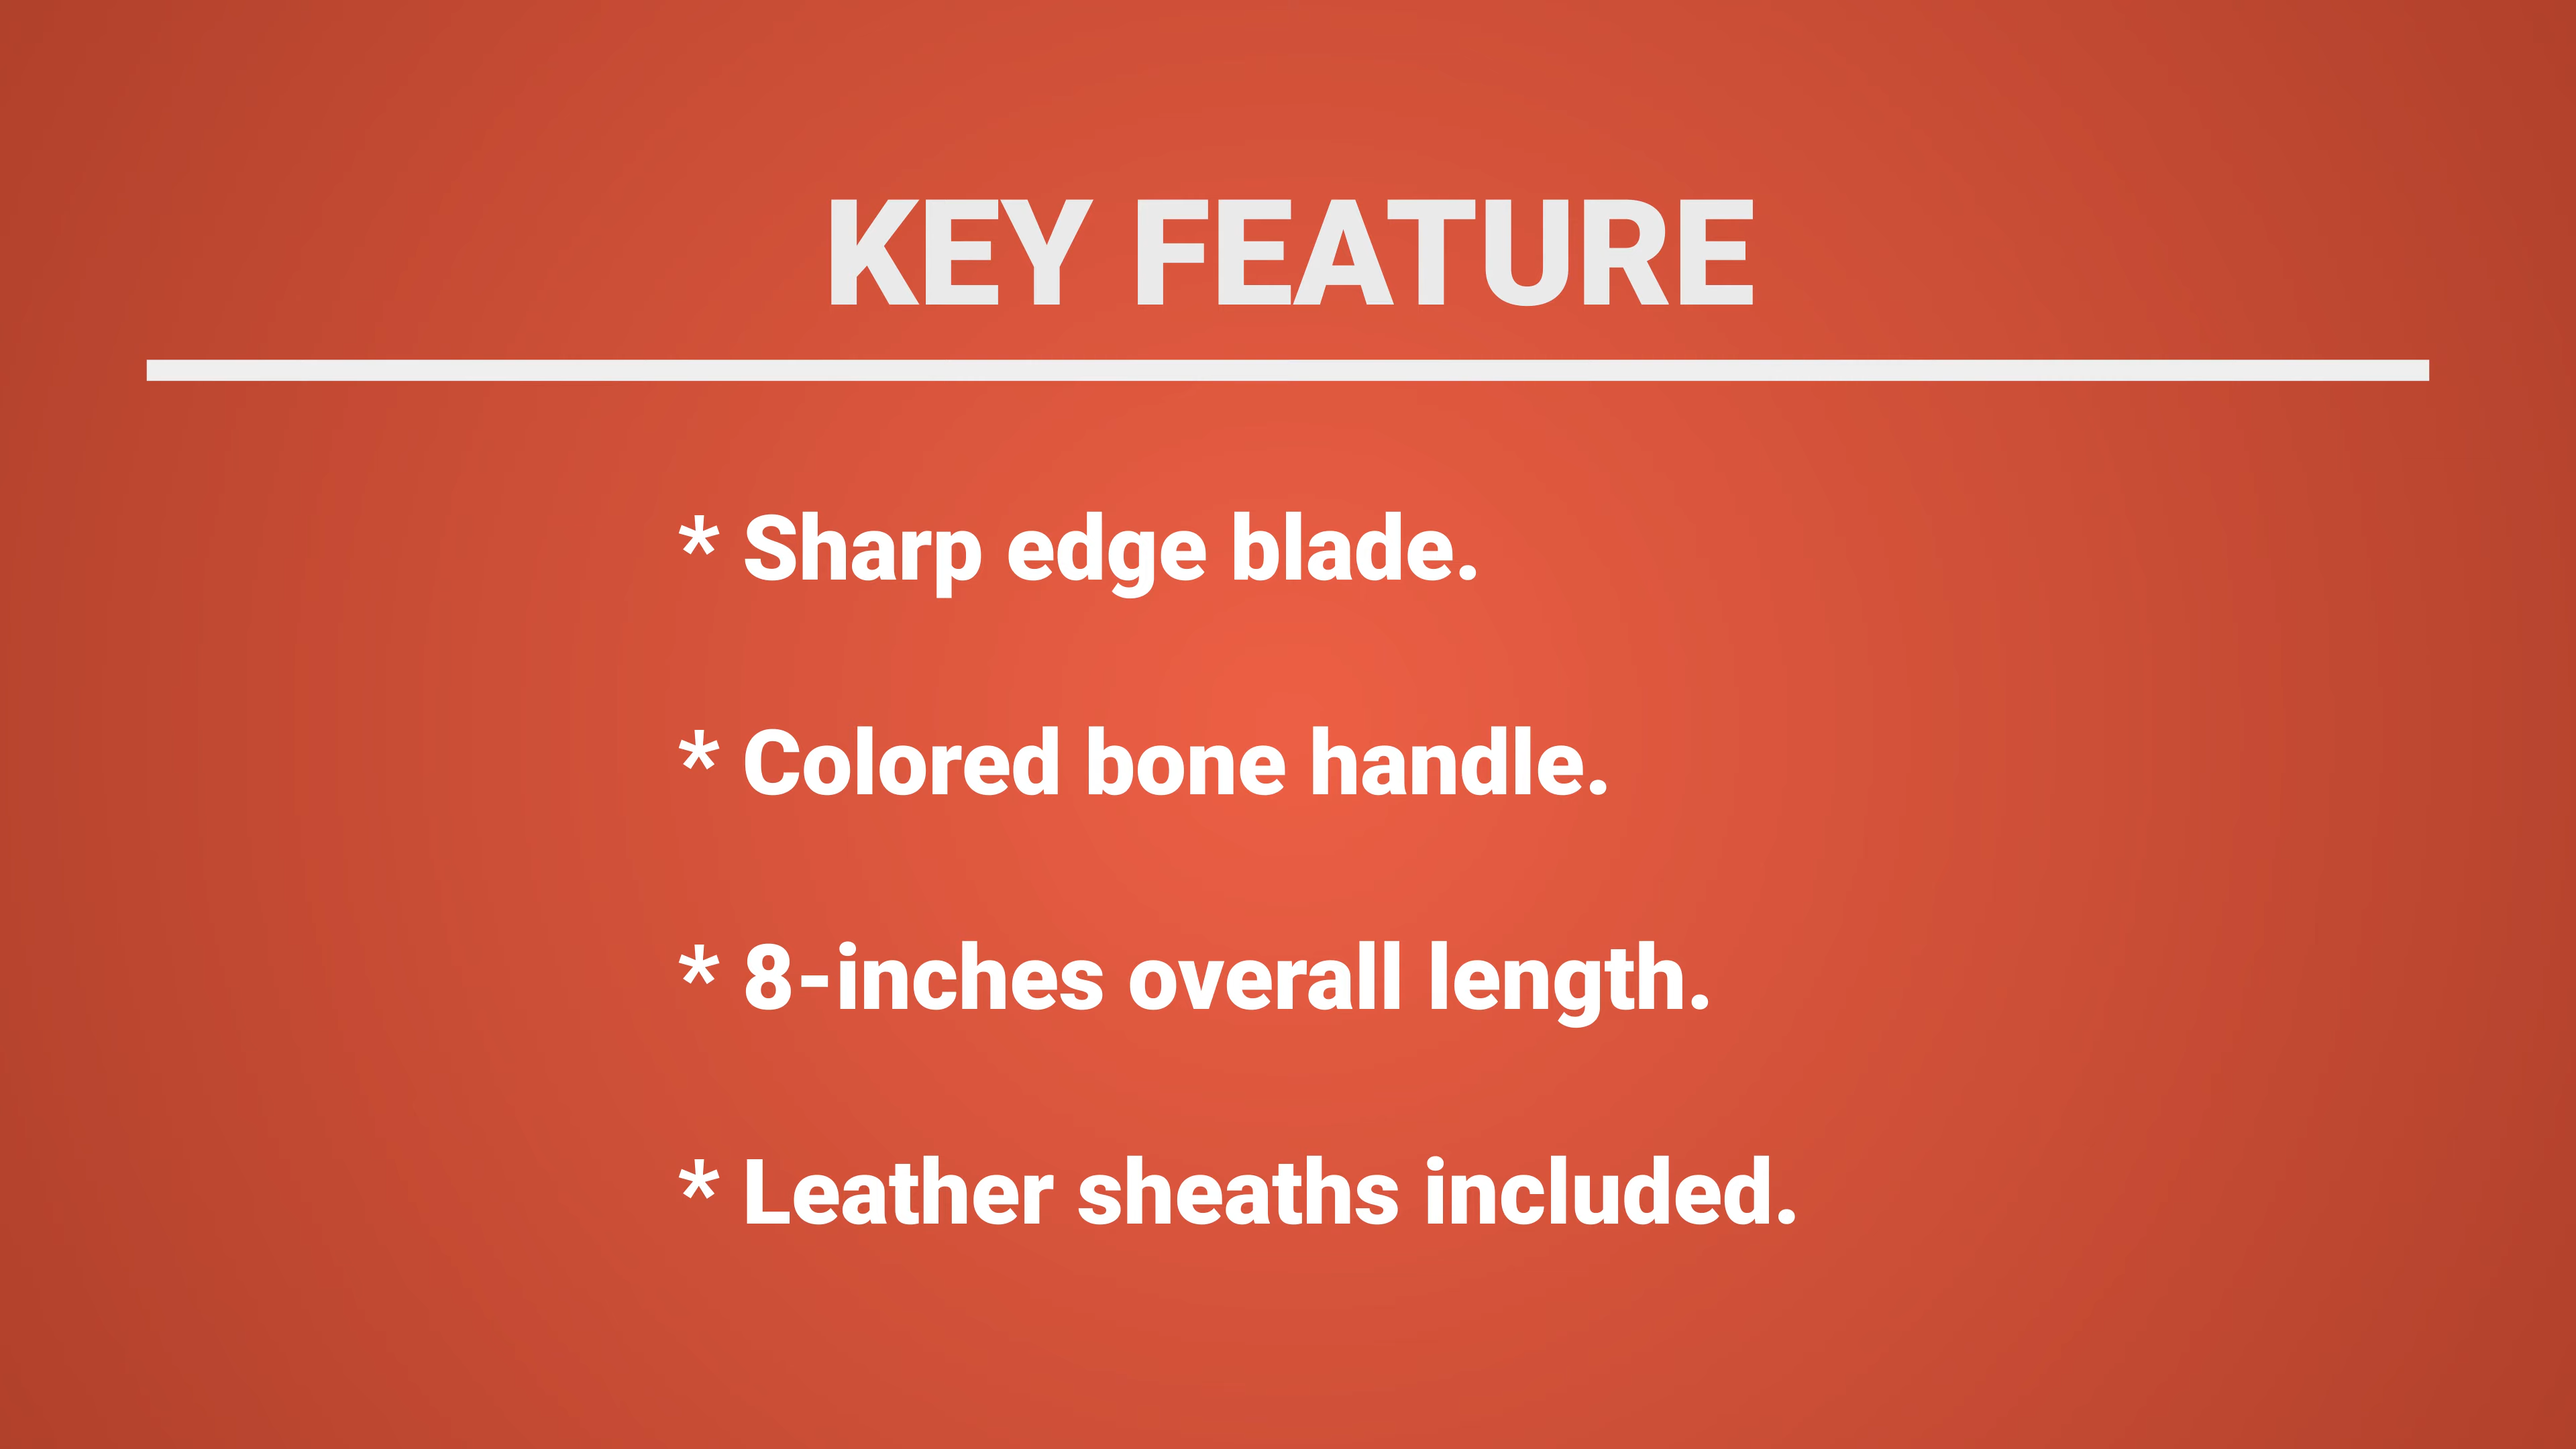 KEY FEATURE
* Sharp edge blade.
* Colored bone handle.
* 8-inches overall length.
* Leather sheaths included.